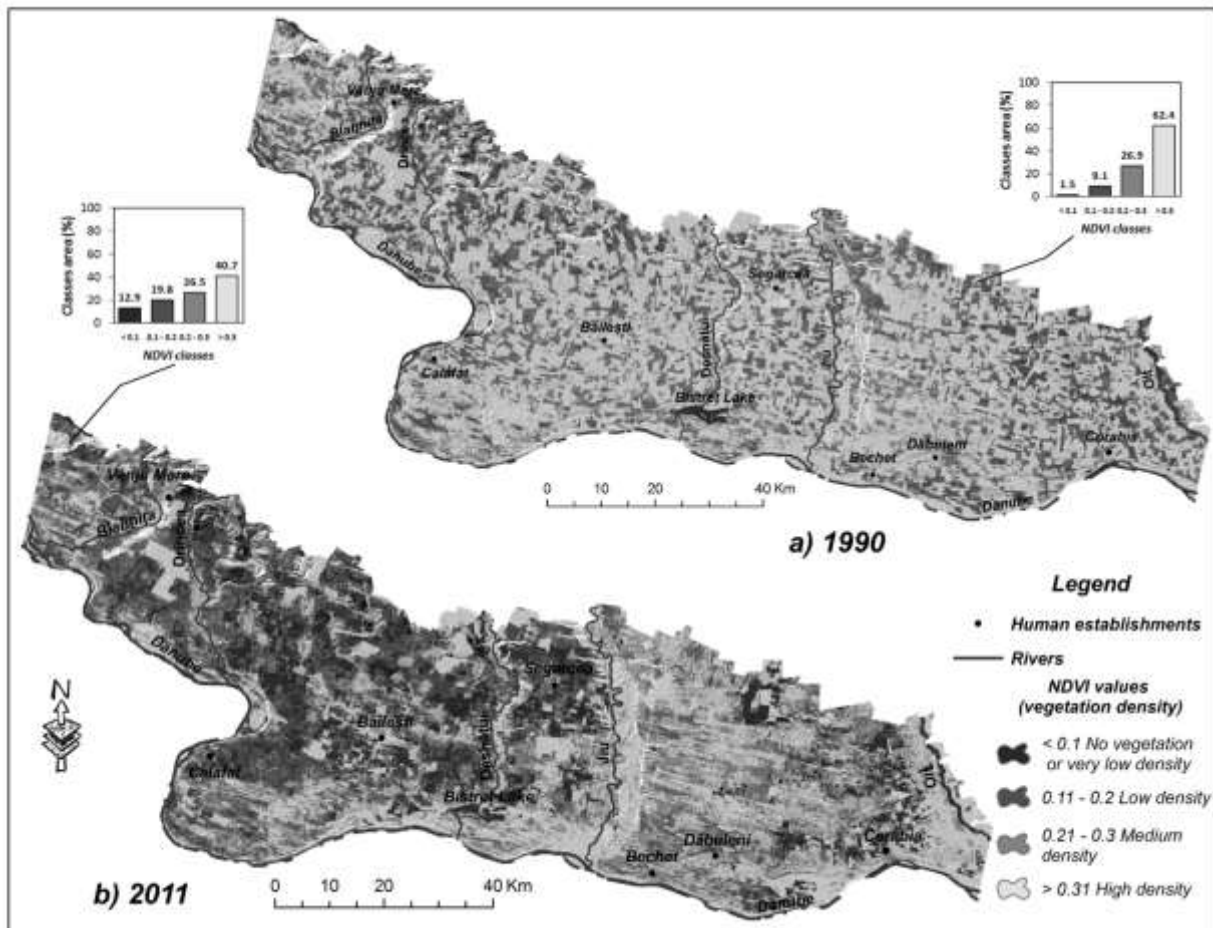 Classes area (%)
100
80
60
40
20
0
1.5
9.1
26.9
62.4
< 0.1 0.1 - 0.2 0.2 - 0.3 > 0.3
NDVI classes
Classes area (%)
100
80
60
40
20
0
12.9
19.8
26.5
40.7
< 0.1 0.1 - 0.2 0.2 - 0.3 > 0.3
NDVI classes
Blahnita
Danube
Calafat
Băilești
Desnatui
Segarcea
Bistret Lake
Jiu
Bechet
Dăbuleni
Corabia
Olt
Danube
0 10 20 40 Km
a) 1990
Vanju Mare
Blahnita
Drincea
Danube
Calafat
Băilești
Desnatui
Segarcea
Bistret Lake
Jiu
Bechet
Dăbuleni
Corabia
Olt
Danube
N
b) 2011
0 10 20 40 Km
Legend
Human establishments
Rivers
NDVI values
(vegetation density)
< 0.1 No vegetation
or very low density
0.11 - 0.2 Low density
0.21 - 0.3 Medium
density
> 0.31 High density